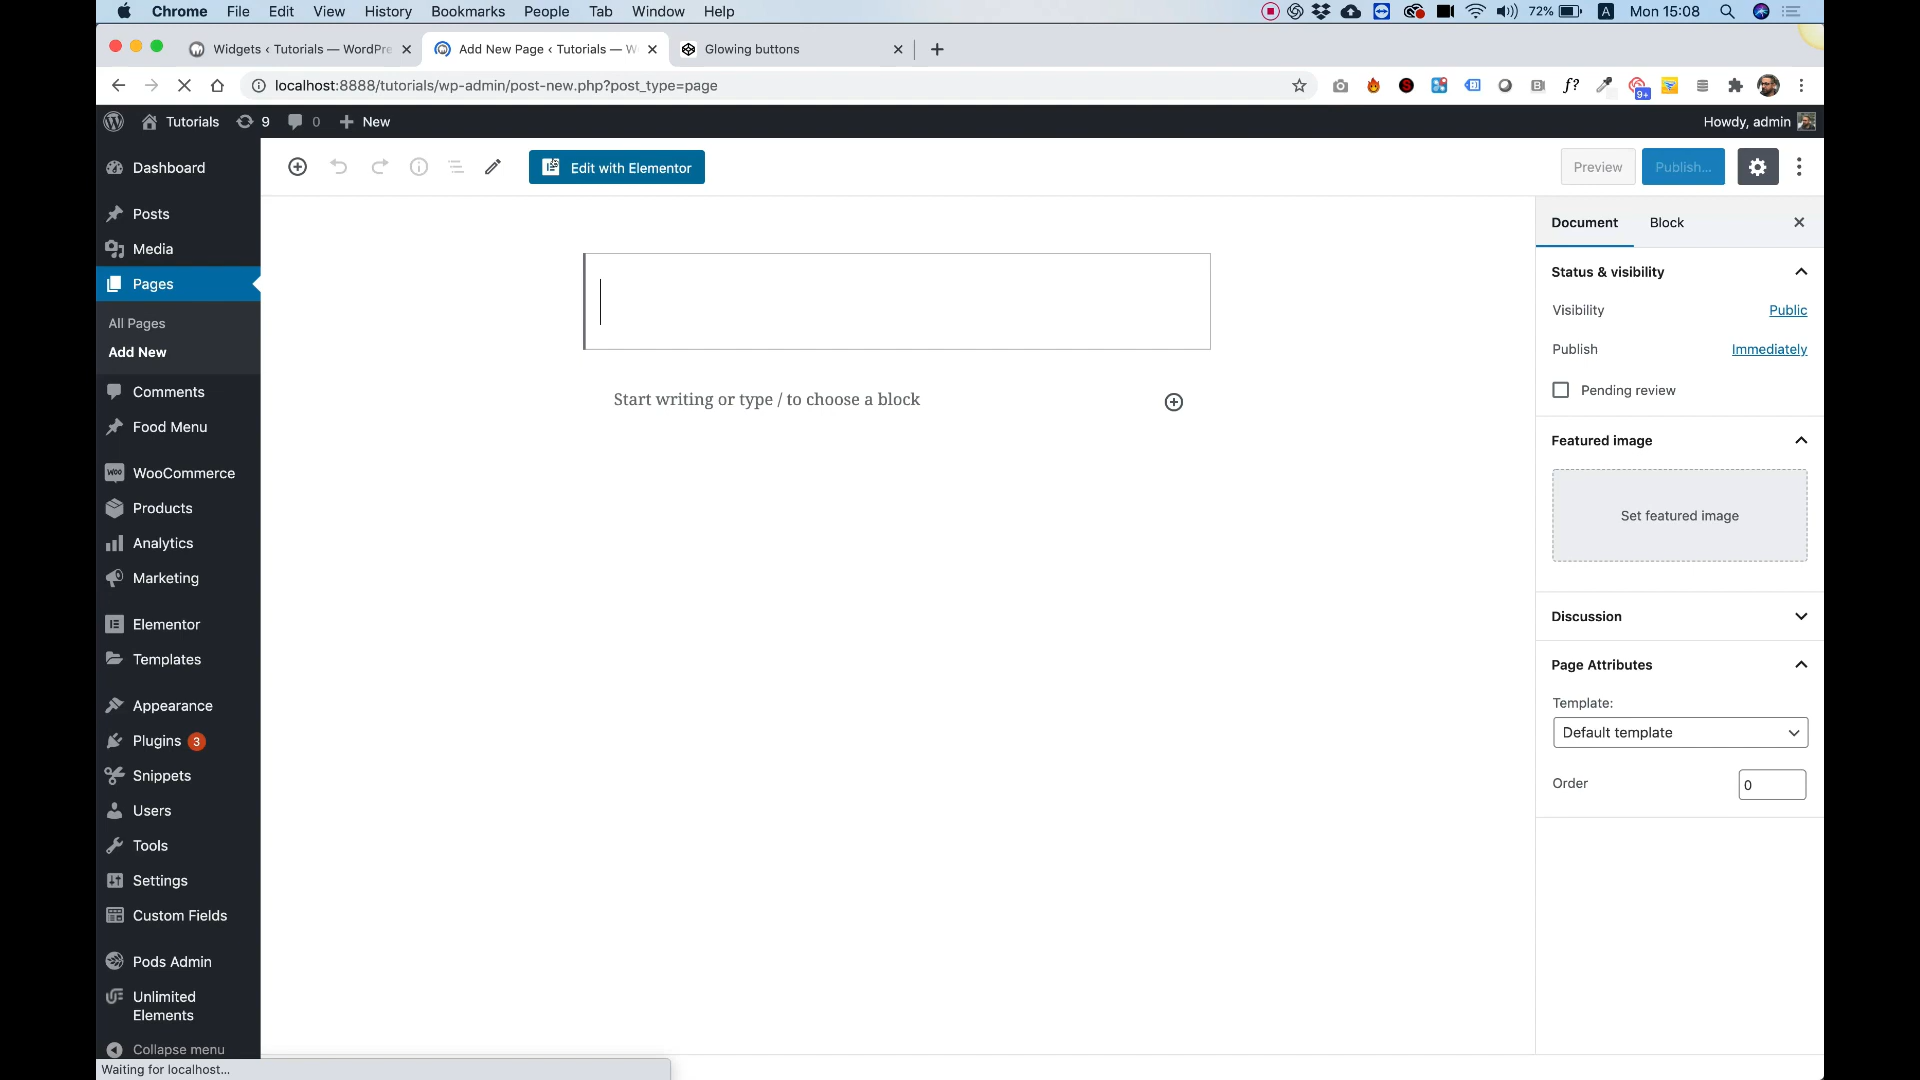 Chrome File Edit View History Bookmarks People Tab Window Help
72% A Mon 15:08
Widgets ‹ Tutorials — WordPre
Add New Page ‹ Tutorials — W
Glowing buttons
localhost:8888/tutorials/wp-admin/post-new.php?post_type=page
f?
9+
Tutorials 9 0 New
Howdy, admin
Dashboard
Posts
Media
Pages
All Pages
Add New
Comments
Food Menu
WooCommerce
Products
Analytics
Marketing
Elementor
Templates
Appearance
Plugins 3
Snippets
Users
Tools
Settings
Custom Fields
Pods Admin
Unlimited
Elements
Collapse menu
Waiting for localhost...
Edit with Elementor
Preview
Publish...
Start writing or type / to choose a block
Document
Block
Status & visibility
Visibility
Public
Publish
Immediately
Pending review
Featured image
Set featured image
Discussion
Page Attributes
Template:
Default template
Order
0